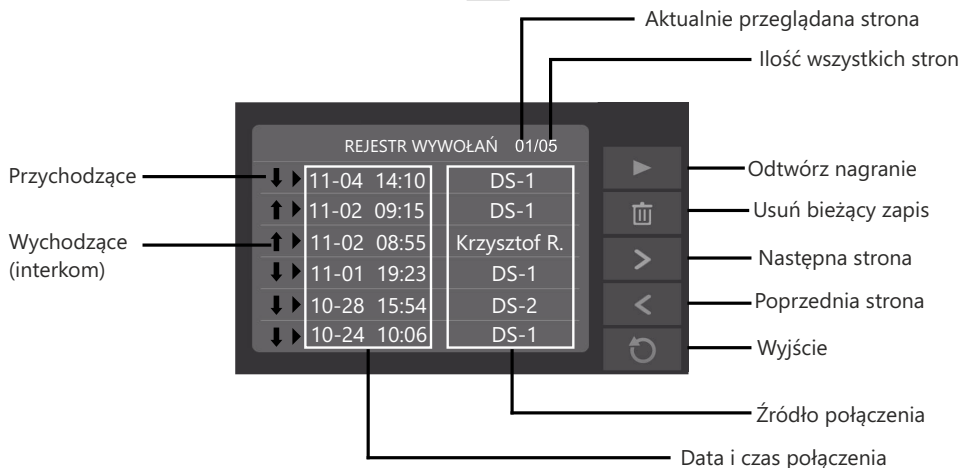 Aktualnie przeglądana strona
Ilość wszystkich stron
REJESTR WYWOŁAŃ 01/05
Przychodzące
11-04 14:10 DS-1
Odtwórz nagranie
11-02 09:15 DS-1
Usuń bieżący zapis
Wychodzące
(interkom)
11-02 08:55 Krzysztof R.
Następna strona
11-01 19:23 DS-1
10-28 15:54 DS-2
Poprzednia strona
10-24 10:06 DS-1
Wyjście
Źródło połączenia
Data i czas połączenia